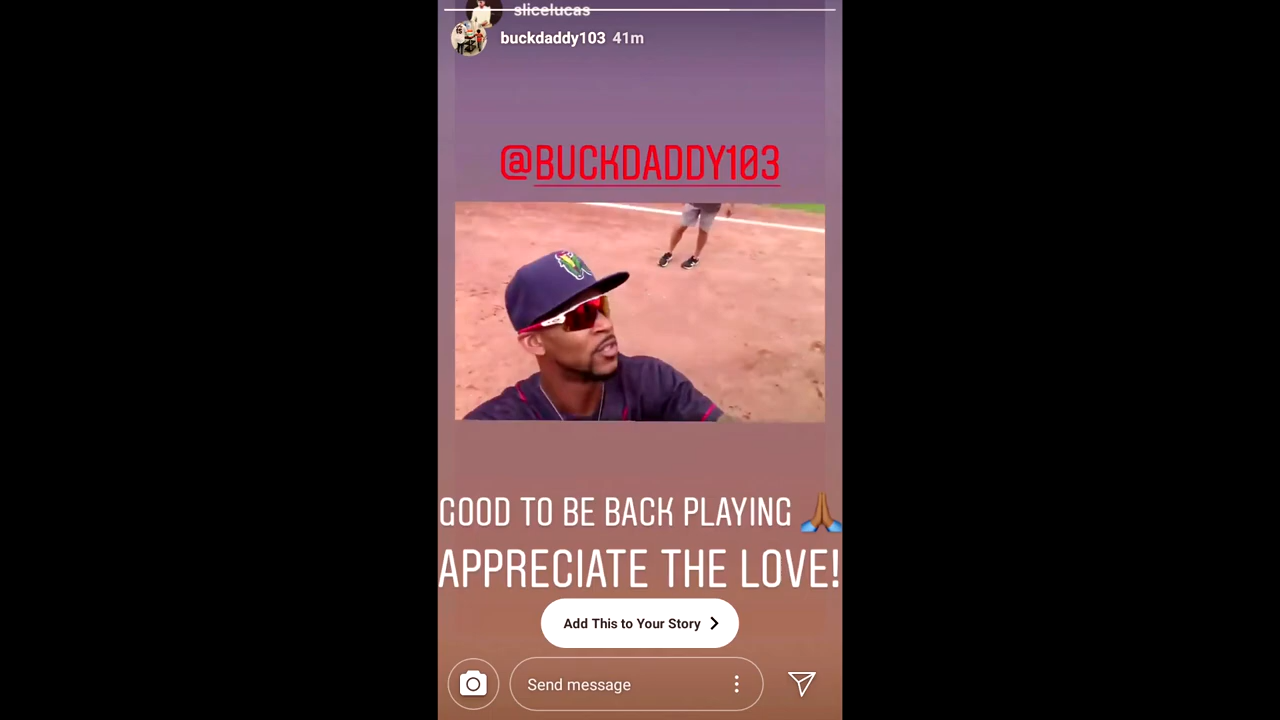 slicelucas
buckdaddy103 41m
@BUCKDADDY103
GOOD TO BE BACK PLAYING 🙏🏾
APPRECIATE THE LOVE!
Add This to Your Story
Send message